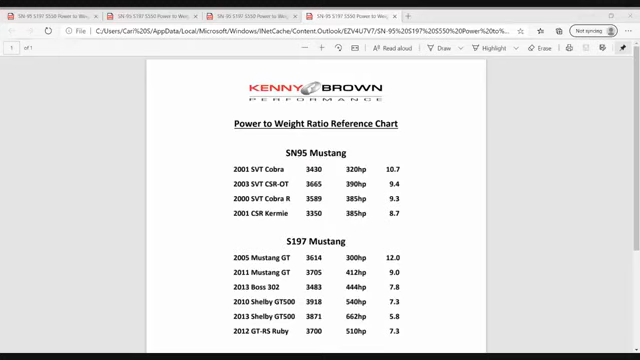 SN-95 S197 S550 Power to Weig
SN-95 S197 S550 Power to Weig
SN-95 S197 S550 Power to Weig
SN-95 S197 S550 Power to Weig
File
C:/Users/Cari%20S/AppData/Local/Microsoft/Windows/INetCache/Content.Outlook/EZV4U7V7/SN-95%20S197%20S550%20Power%20to%
Not syncing
1 of 1
Read aloud
Draw
Highlight
Erase
KENNY BROWN
PERFORMANCE
Power to Weight Ratio Reference Chart
SN95 Mustang
2001 SVT Cobra 3430 320hp 10.7
2003 SVT CSR-OT 3665 390hp 9.4
2000 SVT Cobra R 3589 385hp 9.3
2001 CSR Kermie 3350 385hp 8.7
S197 Mustang
2005 Mustang GT 3614 300hp 12.0
2011 Mustang GT 3705 412hp 9.0
2013 Boss 302 3483 444hp 7.8
2010 Shelby GT500 3918 540hp 7.3
2013 Shelby GT500 3871 662hp 5.8
2012 GT-RS Ruby 3700 510hp 7.3